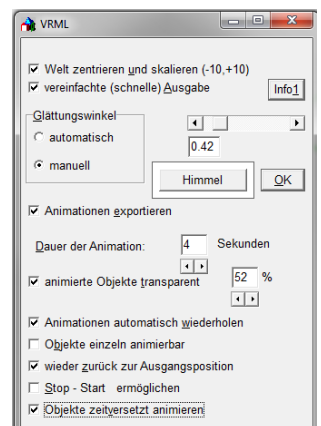 VRML
Welt zentrieren und skalieren (-10,+10)
vereinfachte (schnelle) Ausgabe
Info1
Glättungswinkel
automatisch
0.42
manuell
Himmel
OK
Animationen exportieren
Dauer der Animation: 4 Sekunden
animierte Objekte transparent 52 %
Animationen automatisch wiederholen
Objekte einzeln animierbar
wieder zurück zur Ausgangsposition
Stop - Start ermöglichen
Objekte zeitversetzt animieren